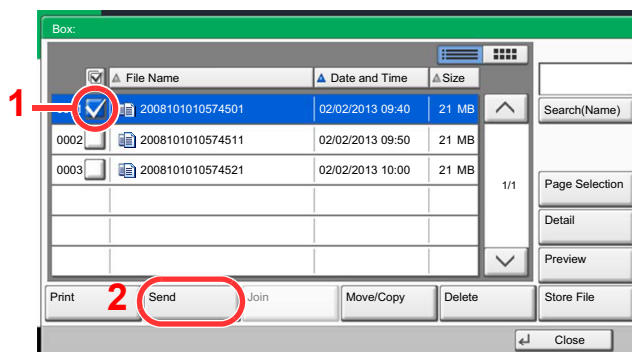 Box:
File Name Date and Time Size
1
2008101010574501 02/02/2013 09:40 21 MB Search(Name)
0002 2008101010574511 02/02/2013 09:50 21 MB
0003 2008101010574521 02/02/2013 10:00 21 MB
1/1 Page Selection
Detail
Preview
Print 2 Send Join Move/Copy Delete Store File
Close